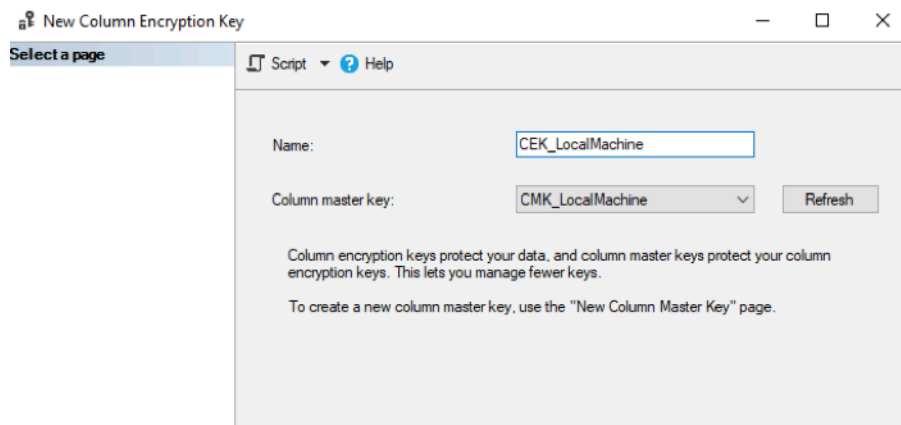 New Column Encryption Key
Select a page
Script Help
Name: CEK_LocalMachine
Column master key: CMK_LocalMachine Refresh
Column encryption keys protect your data, and column master keys protect your column
encryption keys. This lets you manage fewer keys.
To create a new column master key, use the "New Column Master Key" page.